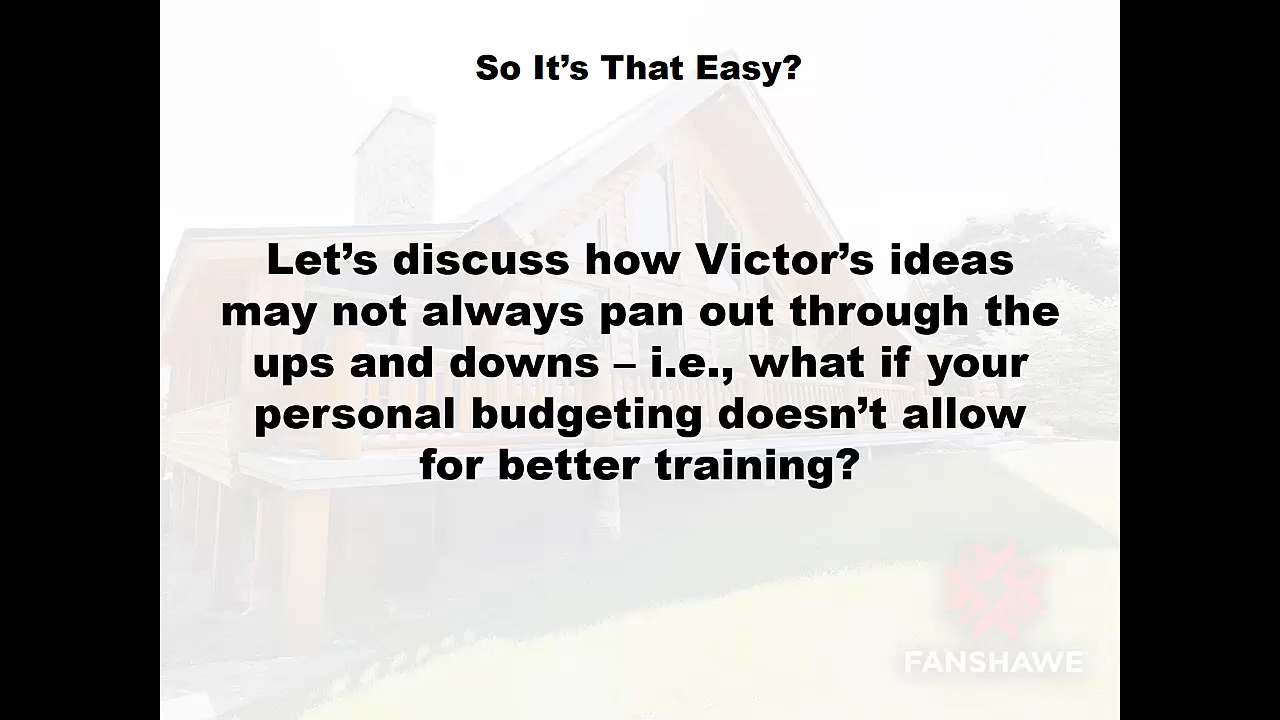 So It’s That Easy?
Let’s discuss how Victor’s ideas
may not always pan out through the
ups and downs – i.e., what if your
personal budgeting doesn’t allow
for better training?
FANSHAWE